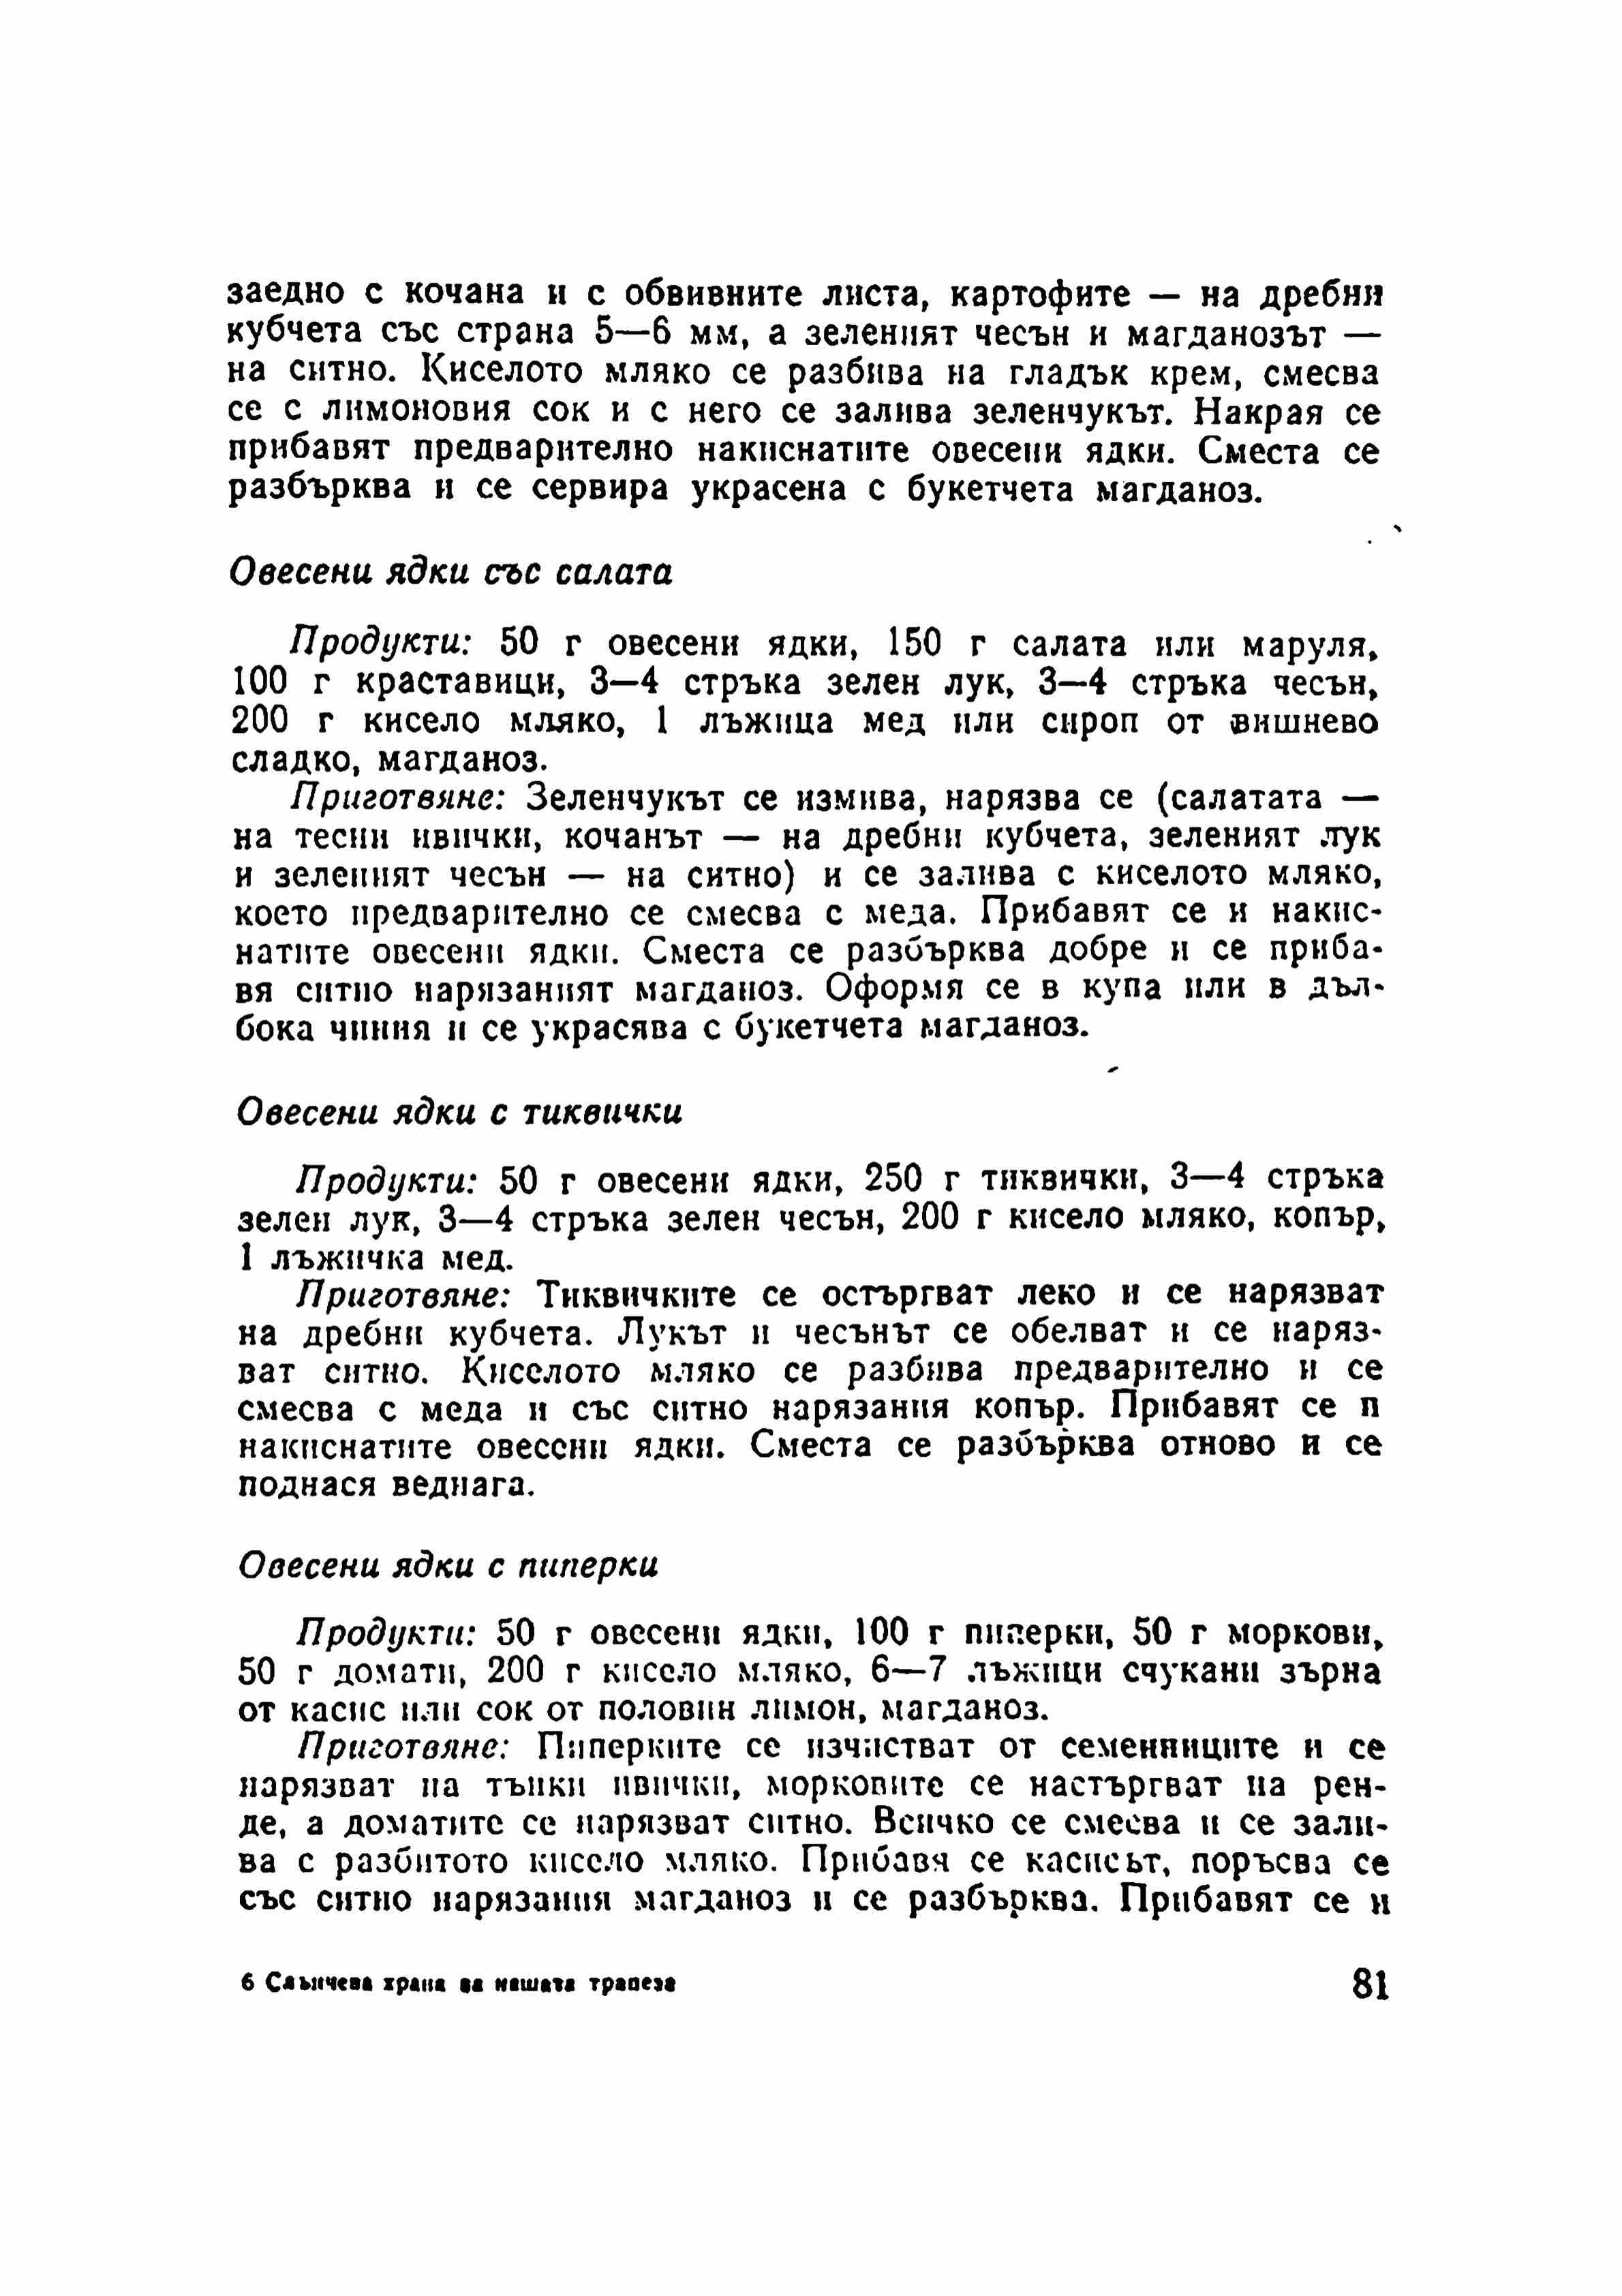 заедно с кочана и с обвивните листа, картофите — на дребни
кубчета със страна 5—6 мм, а зеленият чесън и магданозът —
на ситно. Киселото мляко се разбива на гладък крем, смесва
се с лимоновия сок и с него се залива зеленчукът. Накрая се
прибавят предварително накиснатите овесени ядки. Сместа се
разбърква и се сервира украсена с букетчета магданоз.
Овесени ядки със салата
Продукти: 50 г овесени ядки, 150 г салата или маруля,
100 г краставици, 3—4 стръка зелен лук, 3—4 стръка чесън,
200 г кисело мляко, 1 лъжица мед или сироп от вишнево
сладко, магданоз.
Приготвяне: Зеленчукът се измива, нарязва се (салатата —
на тесни ивички, кочанът — на дребни кубчета, зеленият лук
и зеленият чесън — на ситно) и се залива с киселото мляко,
което предварително се смесва с меда. Прибавят се и накис-
натите овесени ядки. Сместа се разбърква добре и се приба-
вя ситно нарязаният магданоз. Оформя се в купа или в дъл-
бока чиния и се украсява с букетчета магданоз.
Овесени ядки с тиквички
Продукти: 50 г овесени ядки, 250 г тиквички, 3—4 стръка
зелен лук, 3—4 стръка зелен чесън, 200 г кисело мляко, копър,
1 лъжичка мед.
Приготвяне: Тиквичките се остъргват леко и се нарязват
на дребни кубчета. Лукът и чесънът се обелват и се наряз-
ват ситно. Киселото мляко се разбива предварително и се
смесва с меда и със ситно нарязания копър. Прибавят се и
накиснатите овесени ядки. Сместа се разбърква отново и се
поднася веднага.
Овесени ядки с пиперки
Продукти: 50 г овесени ядки, 100 г пиперки, 50 г моркови,
50 г домати, 200 г кисело мляко, 6—7 лъжици счукани зърна
от касис или сок от половин лимон, магданоз.
Приготвяне: Пиперките се изчистват от семенниците и се
нарязват на тънки ивички, морковите се настъргват на рен-
де, а доматите се нарязват ситно. Всичко се смесва и се зали-
ва с разбитото кисело мляко. Прибавя се касисът, поръсва се
със ситно нарязания магданоз и се разбърква. Прибавят се и
6 Слънчева храна за нашата трапеза
81